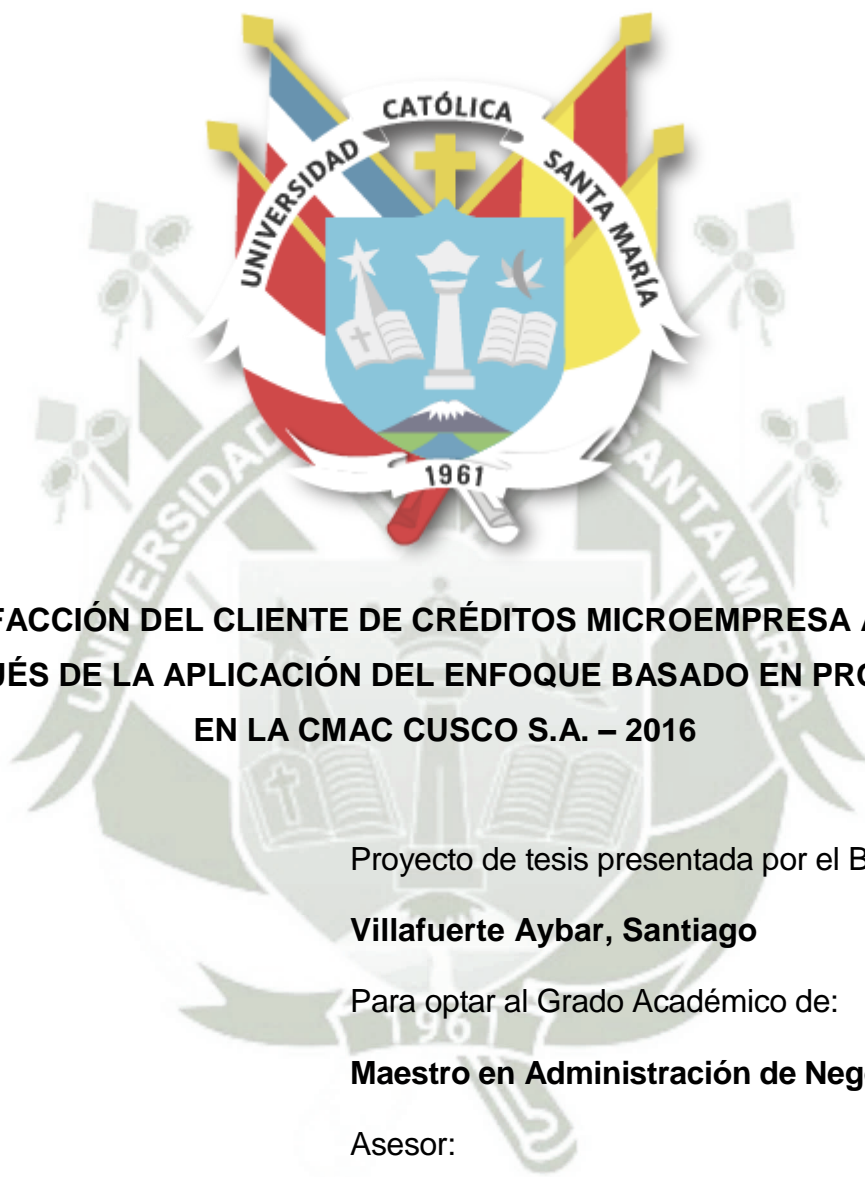 UNIVERSIDAD CATÓLICA SANTA MARÍA
1961
FACCIÓN DEL CLIENTE DE CRÉDITOS MICROEMPRESA
UÉS DE LA APLICACIÓN DEL ENFOQUE BASADO EN PRO
EN LA CMAC CUSCO S.A. – 2016
Proyecto de tesis presentada por el
Villafuerte Aybar, Santiago
Para optar al Grado Académico de:
Maestro en Administración de Neg
Asesor: